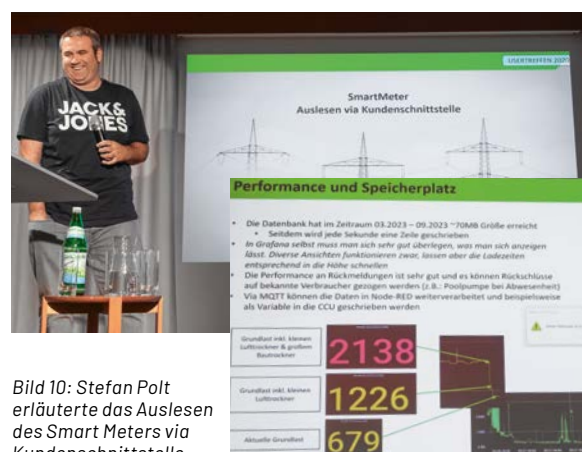 USERTREFFEN 2023
SmartMeter
Auslesen via Kundenschnittstelle
JACK&
JONES
Performance und Speicherplatz
Die Datenbank hat im Zeitraum 03.2023 – 09.2023 ~70MB Größe erreicht
Seitdem wird jede Sekunde eine Zeile geschrieben
In Grafana selbst muss man sich sehr gut überlegen, was man sich anzeigen
lässt. Diverse Ansichten funktionieren zwar, lassen aber die Ladezeiten
entsprechend in die Höhe schnellen
Die Performance an Rückmeldungen ist sehr gut und es können Rückschlüsse
auf bekannte Verbraucher gezogen werden (z.B.: Poolpumpe bei Abwesenheit)
Via MQTT können die Daten in Node-RED weiterverarbeitet und beispielsweise
als Variable in die CCU geschrieben werden
Grundlast inkl. kleinen
Lufttrockner & großem
Bautrockner
2138
Grundlast inkl. kleinen
Lufttrockner
1226
Aktuelle Grundlast
679
Bild 10: Stefan Polt
erläuterte das Auslesen
des Smart Meters via
Kundenschnittstelle